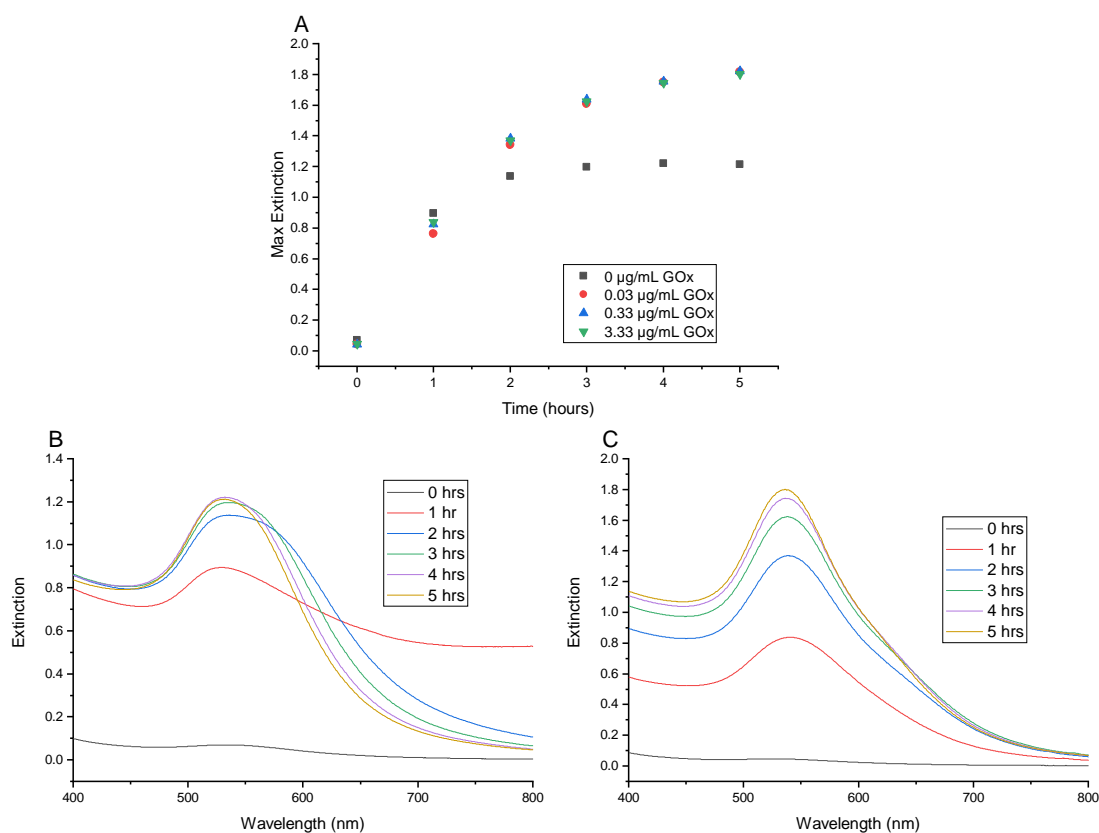 A
2.0
1.8
1.6
1.4
1.2
1.0
0.8
0.6
0.4
0.2
0.0
Max Extinction
0 µg/mL GOx
0.03 µg/mL GOx
0.33 µg/mL GOx
3.33 µg/mL GOx
0 1 2 3 4 5
Time (hours)
B
1.4
1.2
1.0
0.8
0.6
0.4
0.2
0.0
Extinction
0 hrs
1 hr
2 hrs
3 hrs
4 hrs
5 hrs
400 500 600 700 800
Wavelength (nm)
C
2.0
1.8
1.6
1.4
1.2
1.0
0.8
0.6
0.4
0.2
0.0
Extinction
0 hrs
1 hr
2 hrs
3 hrs
4 hrs
5 hrs
400 500 600 700 800
Wavelength (nm)